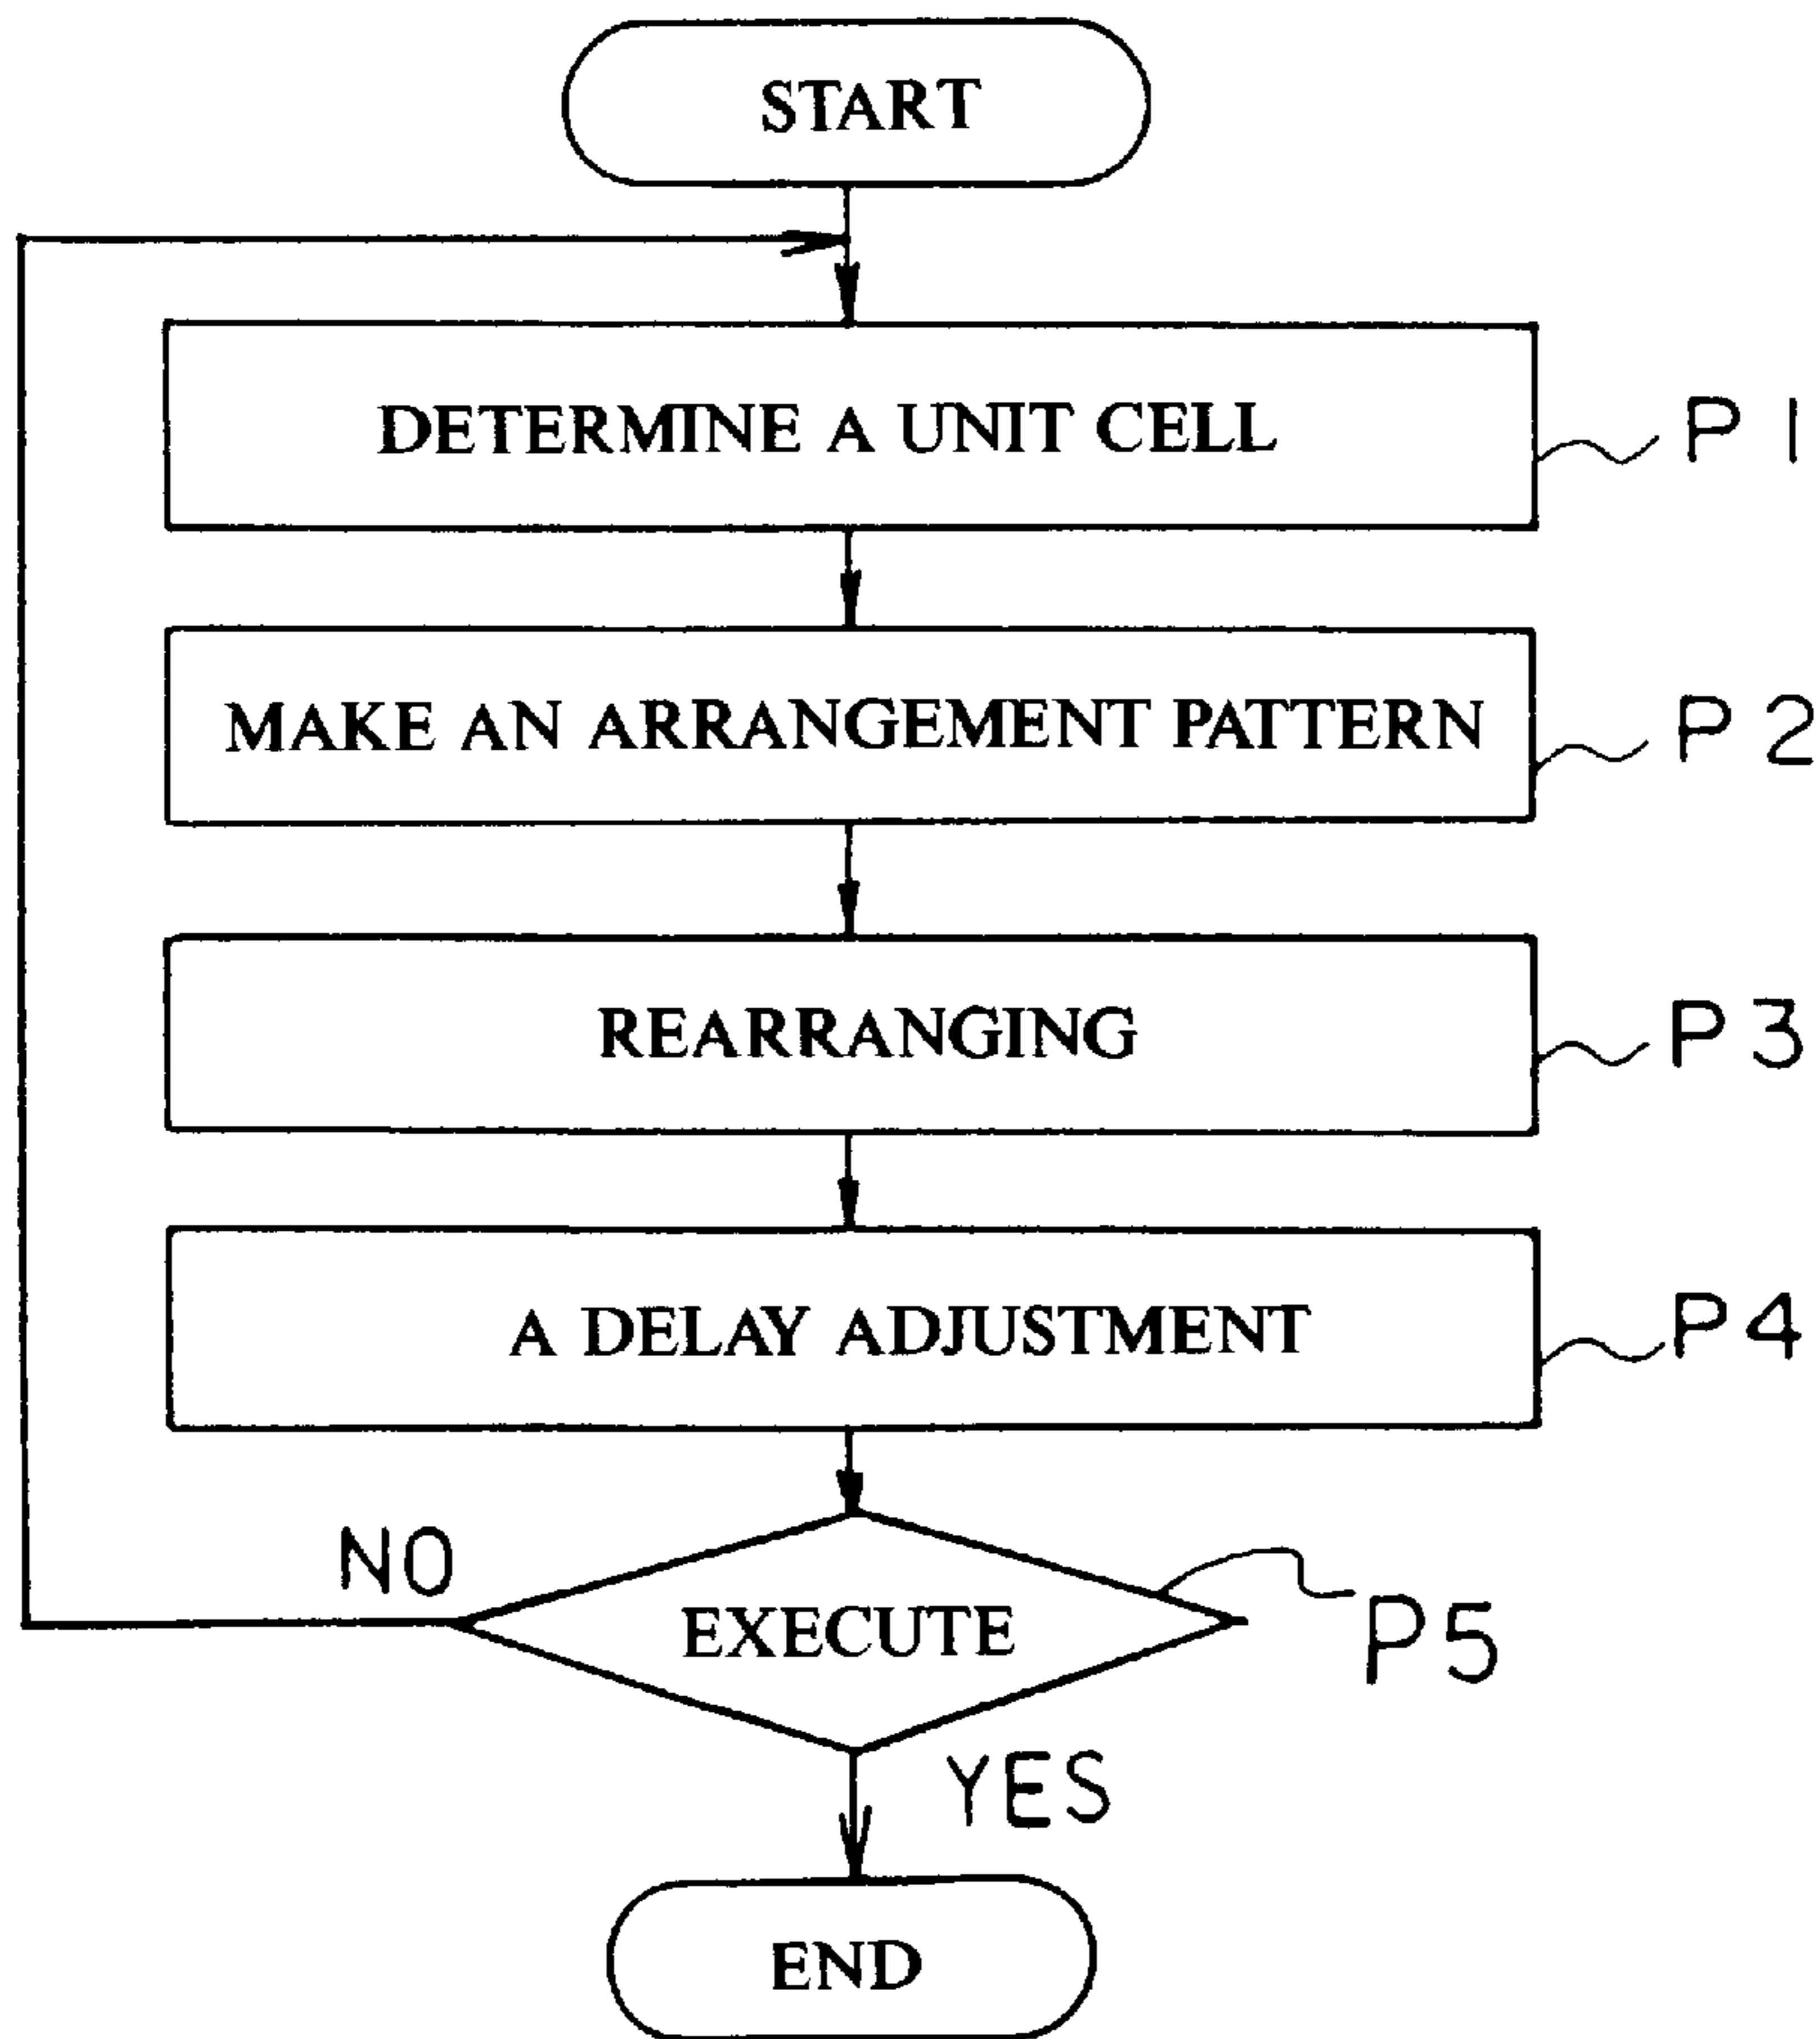 START
DETERMINE A UNIT CELL
P1
MAKE AN ARRANGEMENT PATTERN
P2
REARRANGING
P3
A DELAY ADJUSTMENT
P4
NO
EXECUTE
P5
YES
END